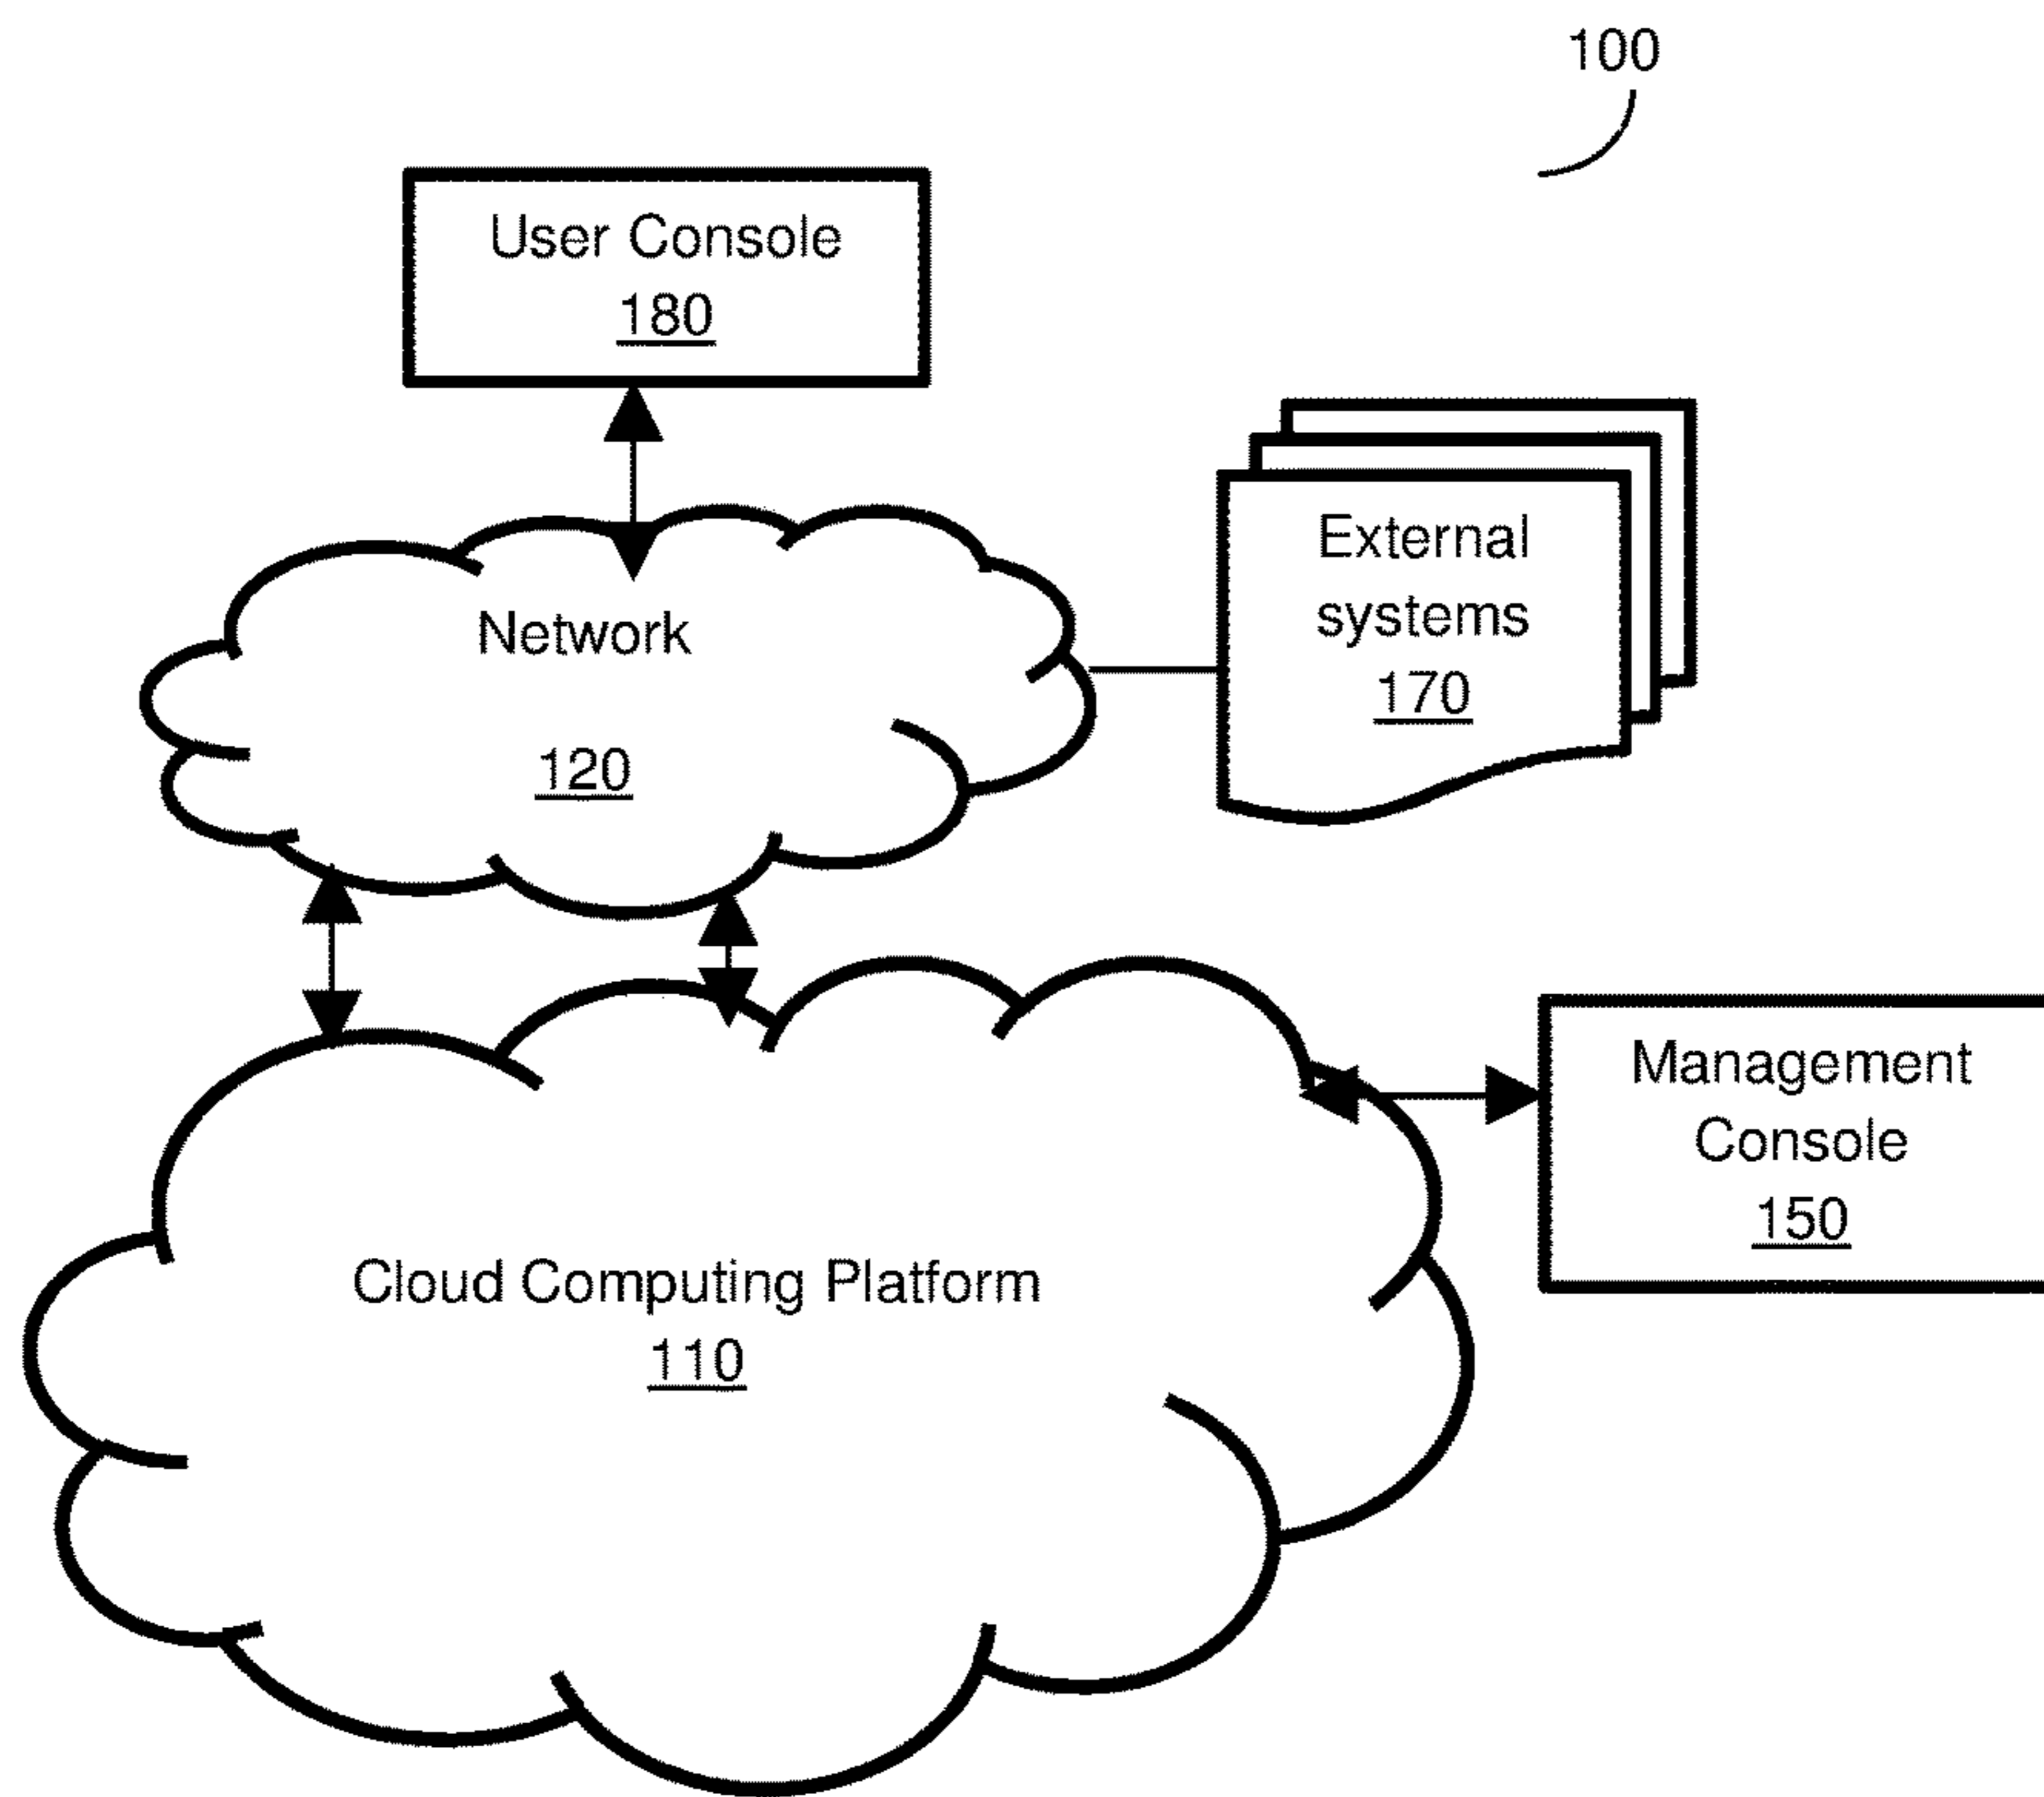 100
User Console
180
External
systems
170
Network
120
Management
Console
150
Cloud Computing Platform
110